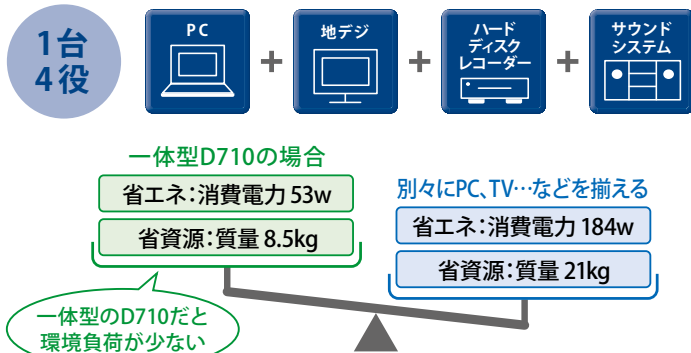 1台
4役
PC
+
地デジ
+
ハード
ディスク
レコーダー
+
サウンド
システム
一体型D710の場合
省エネ:消費電力 53w
省資源:質量 8.5kg
別々にPC、TV…などを揃える
省エネ:消費電力 184w
省資源:質量 21kg
一体型のD710だと
環境負荷が少ない